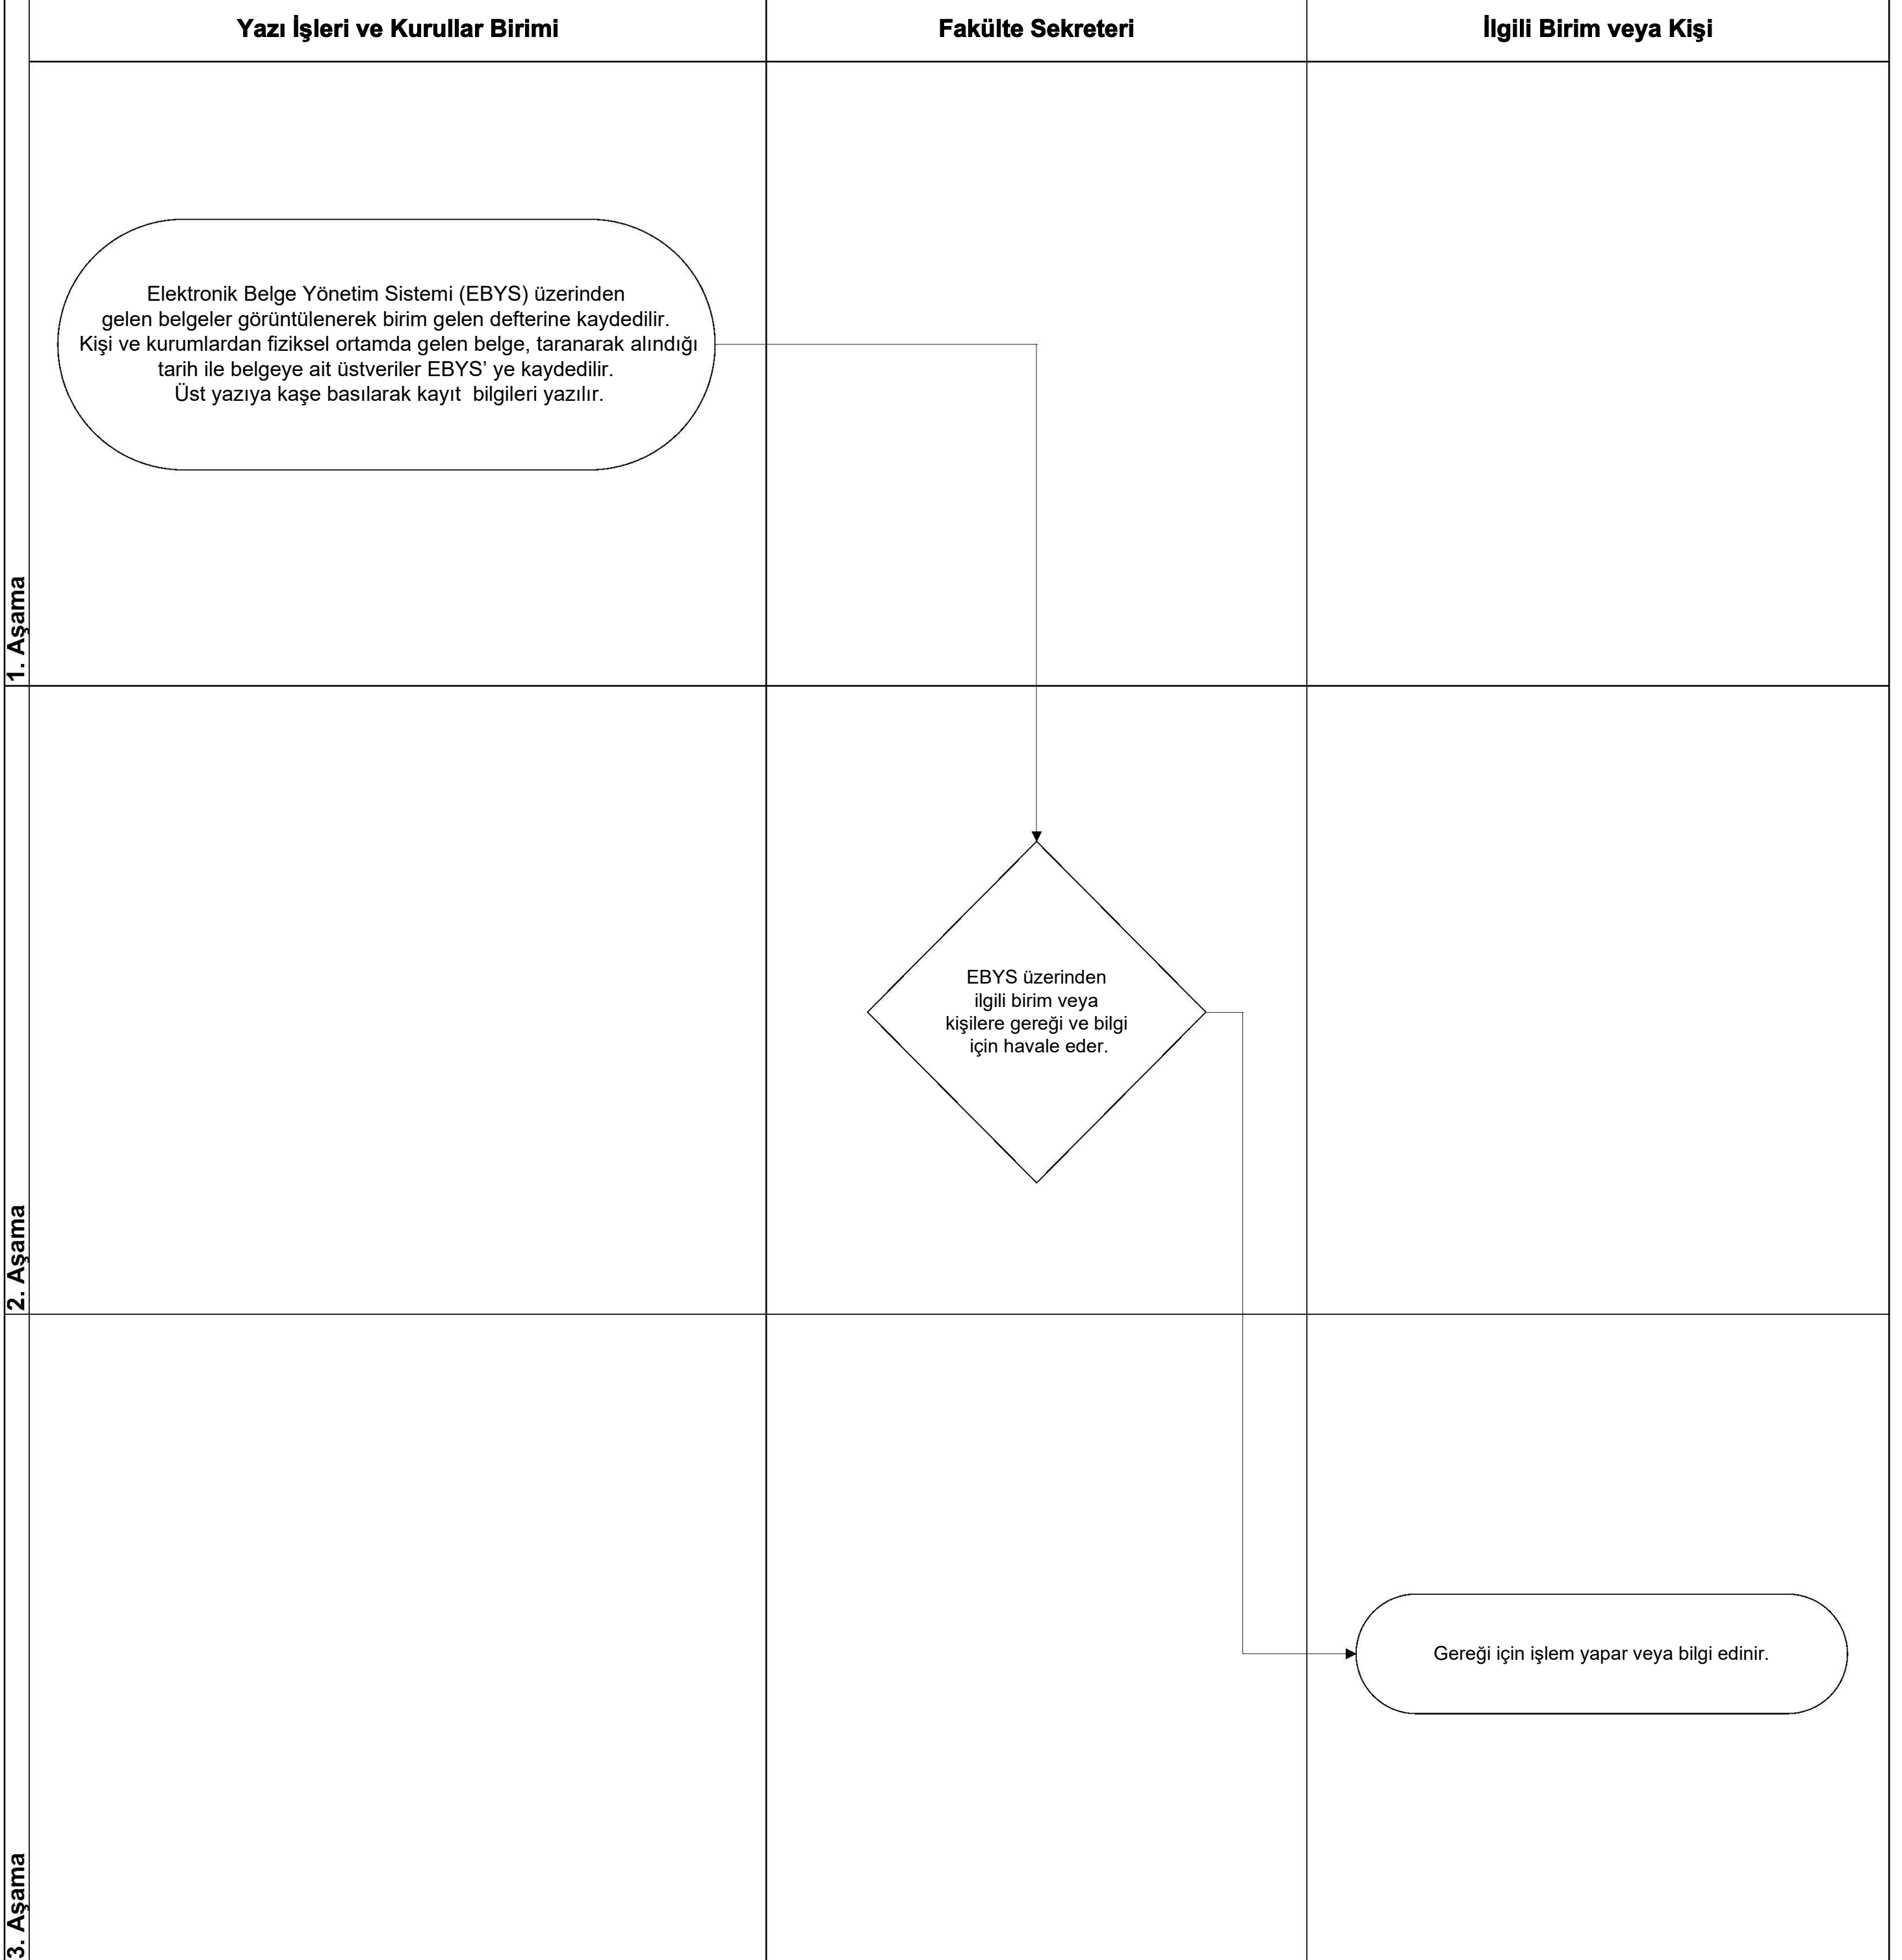 Yazı İşleri ve Kurullar Birimi
Fakülte Sekreteri
İlgili Birim veya Kişi
1. Aşama
Elektronik Belge Yönetim Sistemi (EBYS) üzerinden
gelen belgeler görüntülenerek birim gelen defterine kaydedilir.
Kişi ve kurumlardan fiziksel ortamda gelen belge, taranarak alındığı
tarih ile belgeye ait üstveriler EBYS’ ye kaydedilir.
Üst yazıya kaşe basılarak kayıt  bilgileri yazılır.
2. Aşama
EBYS üzerinden
ilgili birim veya
kişilere gereği ve bilgi
için havale eder.
3. Aşama
Gereği için işlem yapar veya bilgi edinir.